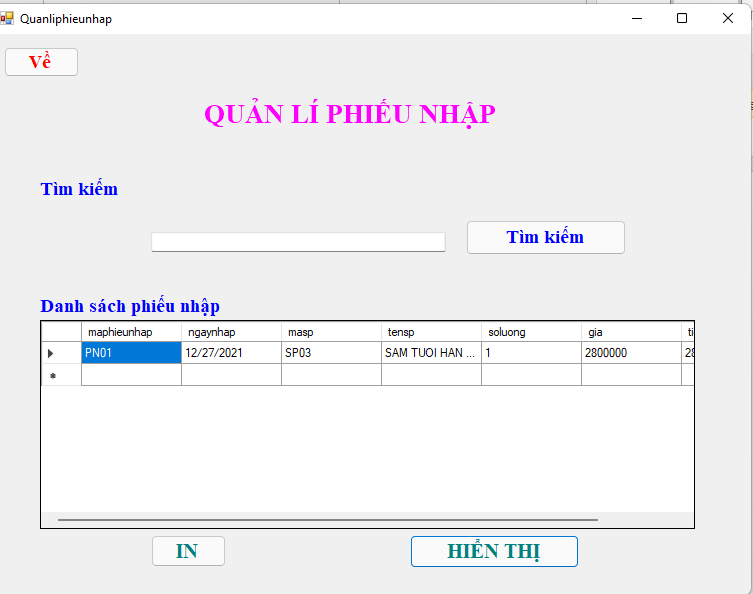 Quanliphieunhap
Về
QUẢN LÍ PHIẾU NHẬP
Tìm kiếm
Tìm kiếm
Danh sách phiếu nhập
maphieunhap ngaynhap masp tensp soluong gia ti
PN01 12/27/2021 SP03 SAM TUOI HAN ... 1 2800000 28
IN HIỂN THỊ